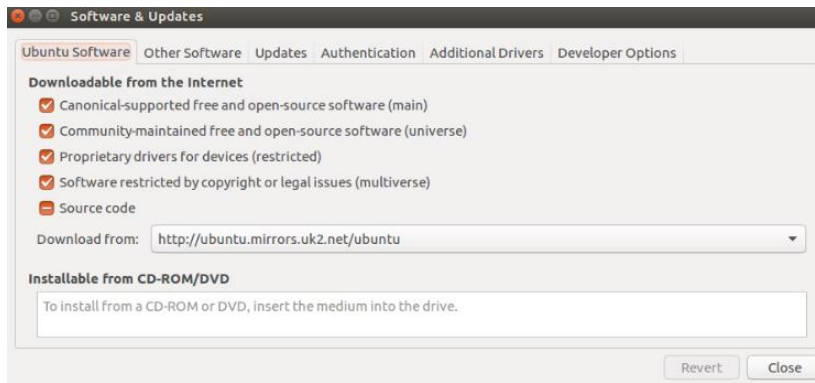 Software & Updates
Ubuntu Software Other Software Updates Authentication Additional Drivers Developer Options
Downloadable from the Internet
Canonical-supported free and open-source software (main)
Community-maintained free and open-source software (universe)
Proprietary drivers for devices (restricted)
Software restricted by copyright or legal issues (multiverse)
Source code
Download from: http://ubuntu.mirrors.uk2.net/ubuntu
Installable from CD-ROM/DVD
To install from a CD-ROM or DVD, insert the medium into the drive.
Revert Close